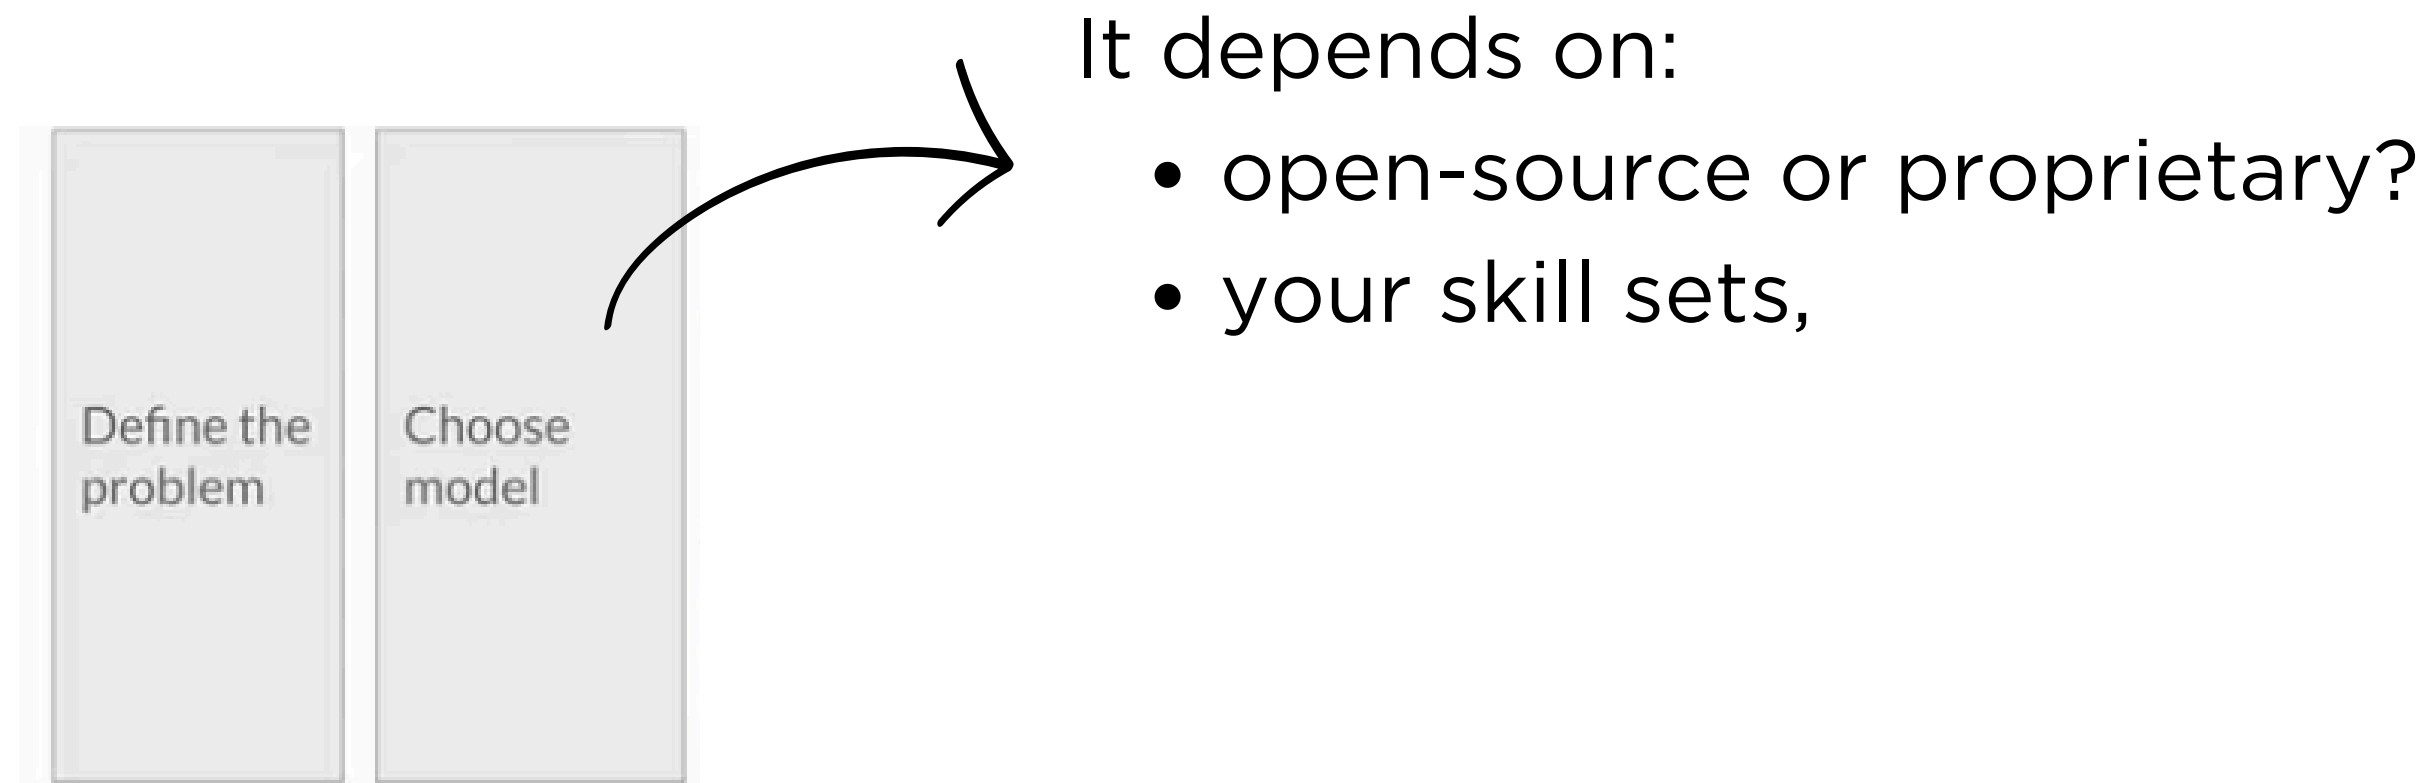 Define the
problem
Choose
model
It depends on:
• open-source or proprietary?
• your skill sets,